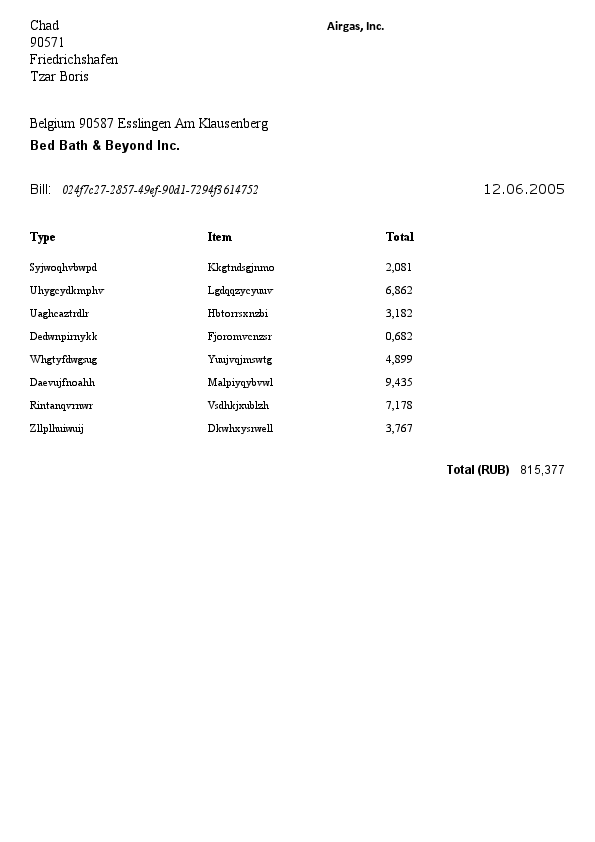 Chad
90571
Friedrichshafen
Tzar Boris
Airgas, Inc.
Belgium 90587 Esslingen Am Klausenberg
Bed Bath & Beyond Inc.
Bill: 024f7c27-2857-49ef-90d1-7294f3614752 12.06.2005
Type Item Total
Syjwoqhvbwpd Kkgtndsgjnmo 2,081
Uhygcydkmphv Lgdqqzycyuuv 6,862
Uaghcaztrdlr Hbtorrsxnzbi 3,182
Dedwnpirnykk Fjoromvcnzsr 0,682
Whgtyfdwgsug Yuujvqjmswtg 4,899
Daevujfnoahh Malpiyqybvwl 9,435
Rintanqvrnwr Vsdhkjxublzh 7,178
Zllplhuiwuij Dkwhxysrwell 3,767
Total (RUB) 815,377